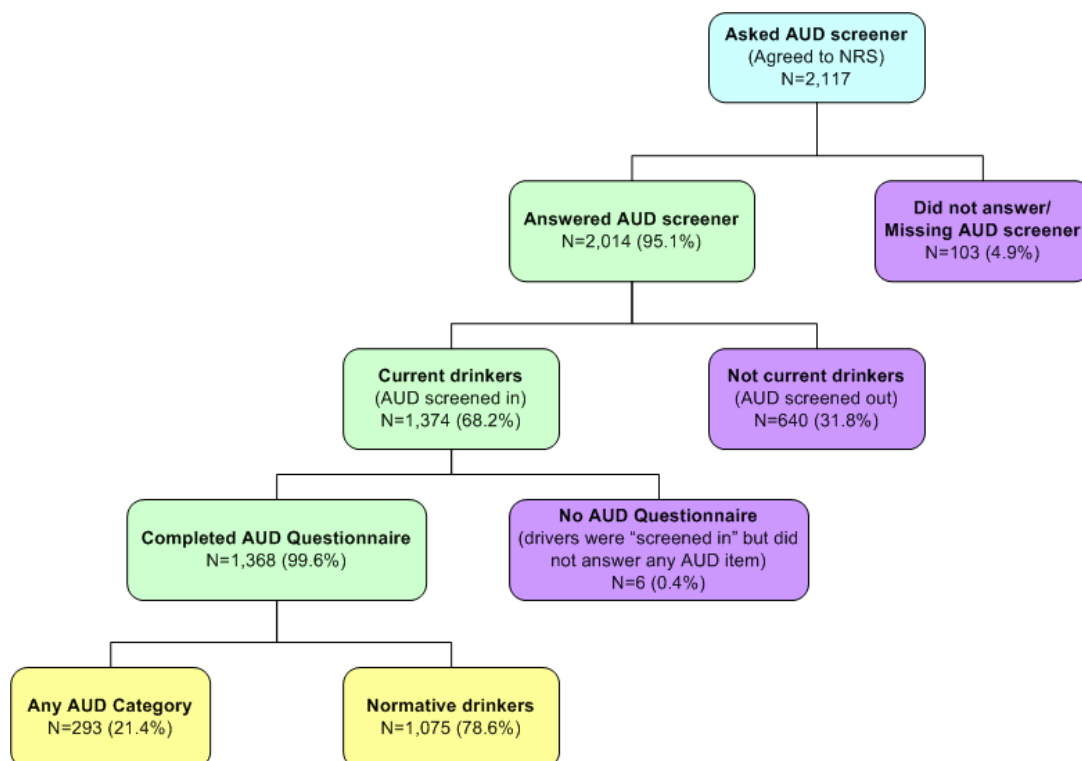 Asked AUD screener
(Agreed to NRS)
N=2,117
Answered AUD screener
N=2,014 (95.1%)
Did not answer/
Missing AUD screener
N=103 (4.9%)
Current drinkers
(AUD screened in)
N=1,374 (68.2%)
Not current drinkers
(AUD screened out)
N=640 (31.8%)
Completed AUD Questionnaire
N=1,368 (99.6%)
No AUD Questionnaire
(drivers were “screened in” but did
not answer any AUD item)
N=6 (0.4%)
Any AUD Category
N=293 (21.4%)
Normative drinkers
N=1,075 (78.6%)